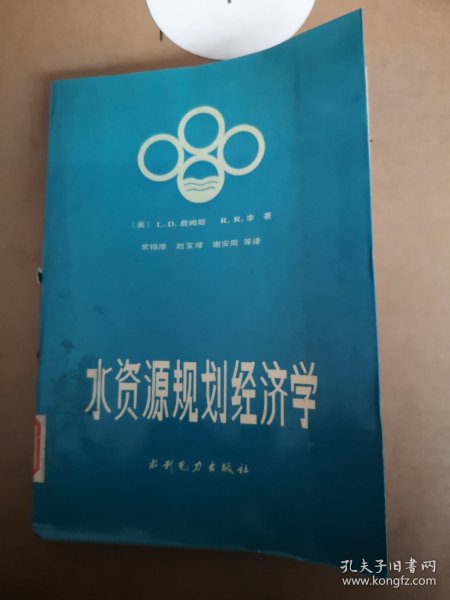 〔美〕 L.D.詹姆斯 R.R.李 著
常锡厚 赵宝璋 谢安周 等译
水资源规划经济学
水利电力出版社
孔夫子旧书网
www.kongfz.com